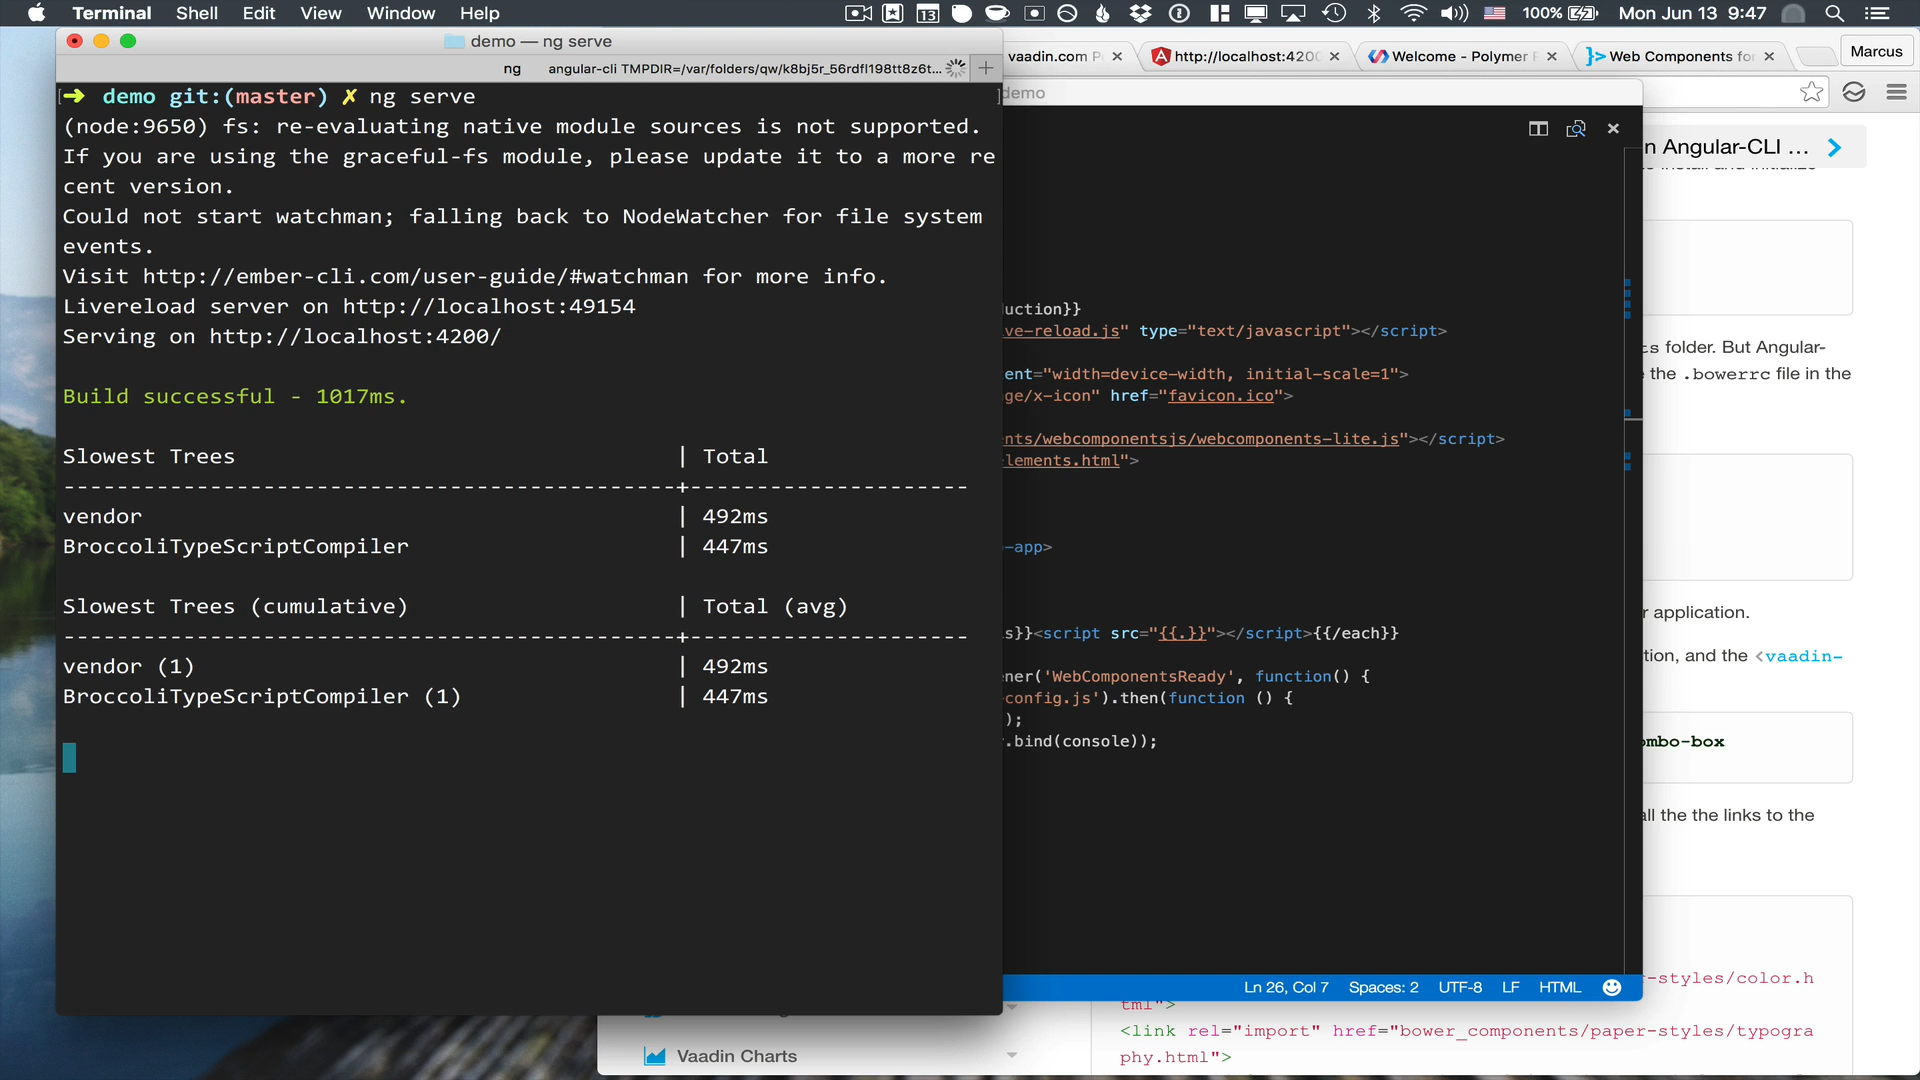 Terminal Shell Edit View Window Help 13 100% Mon Jun 13 9:47
demo — ng serve
ng angular-cli TMPDIR=/var/folders/qw/k8bj5r_56rdfl198tt8z6t...
➜ demo git:(master) ✗ ng serve
(node:9650) fs: re-evaluating native module sources is not supported.
If you are using the graceful-fs module, please update it to a more re
cent version.
Could not start watchman; falling back to NodeWatcher for file system
events.
Visit http://ember-cli.com/user-guide/#watchman for more info.
Livereload server on http://localhost:49154
Serving on http://localhost:4200/
Build successful - 1017ms.
Slowest Trees | Total
-----------------------------------------------+---------------------
vendor | 492ms
BroccoliTypeScriptCompiler | 447ms
Slowest Trees (cumulative) | Total (avg)
-----------------------------------------------+---------------------
vendor (1) | 492ms
BroccoliTypeScriptCompiler (1) | 447ms
vaadin.com P http://localhost:420 Welcome - Polymer Web Components for Marcus
demo
uction}}
ve-reload.js" type="text/javascript"></script>
ent="width=device-width, initial-scale=1">
ge/x-icon" href="favicon.ico">
nts/webcomponentsjs/webcomponents-lite.js"></script>
lements.html">
-app>
s}}<script src="{{.}}"></script>{{/each}}
ener('WebComponentsReady', function() {
config.js').then(function () {
);
.bind(console));
Ln 26, Col 7 Spaces: 2 UTF-8 LF HTML
n Angular-CLI ...
ts folder. But Angular-
the .bowerrc file in the
r application.
tion, and the <vaadin-
ombo-box
all the the links to the
-styles/color.h
tml">
<link rel="import" href="bower_components/paper-styles/typogra
phy.html">
Vaadin Charts